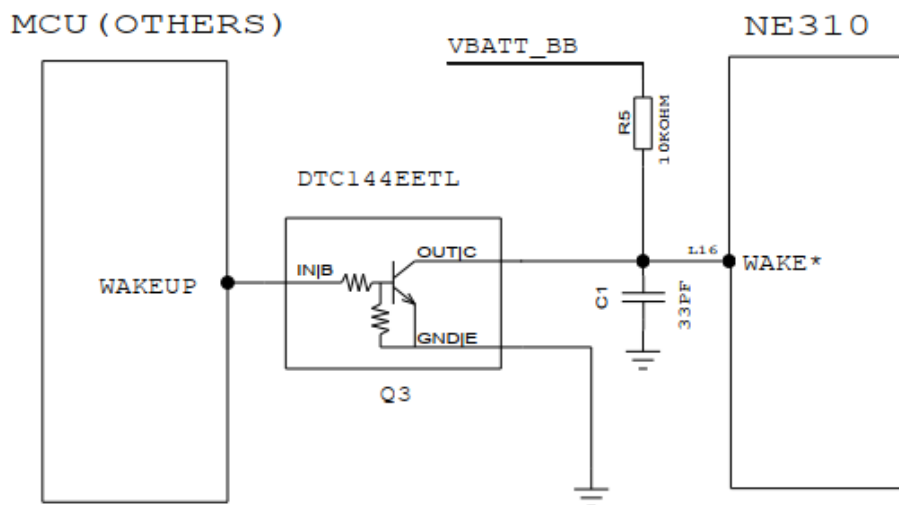 MCU(OTHERS)
NE310
VBATT_BB
R5
10KOHM
DTC144EETL
OUT|C
IN|B
GND|E
WAKEUP
L16
WAKE*
C1
33PF
Q3